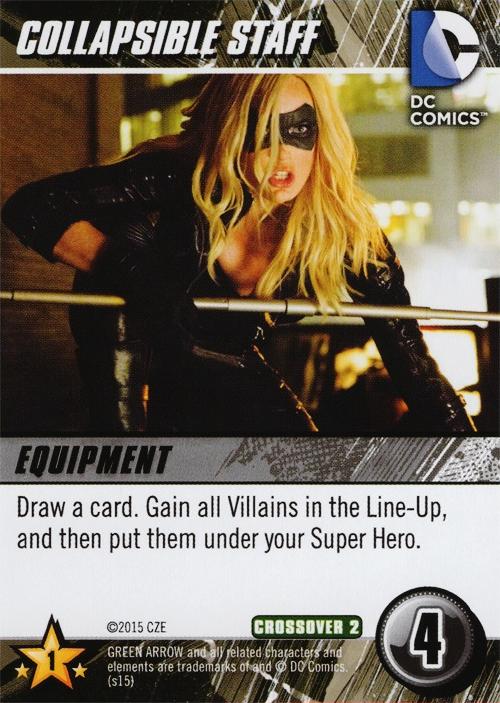 COLLAPSIBLE STAFF
DC
COMICS™
EQUIPMENT
Draw a card. Gain all Villains in the Line-Up,
and then put them under your Super Hero.
1
©2015 CZE
CROSSOVER 2
4
GREEN ARROW and all related characters and
elements are trademarks of and © DC Comics.
(s15)